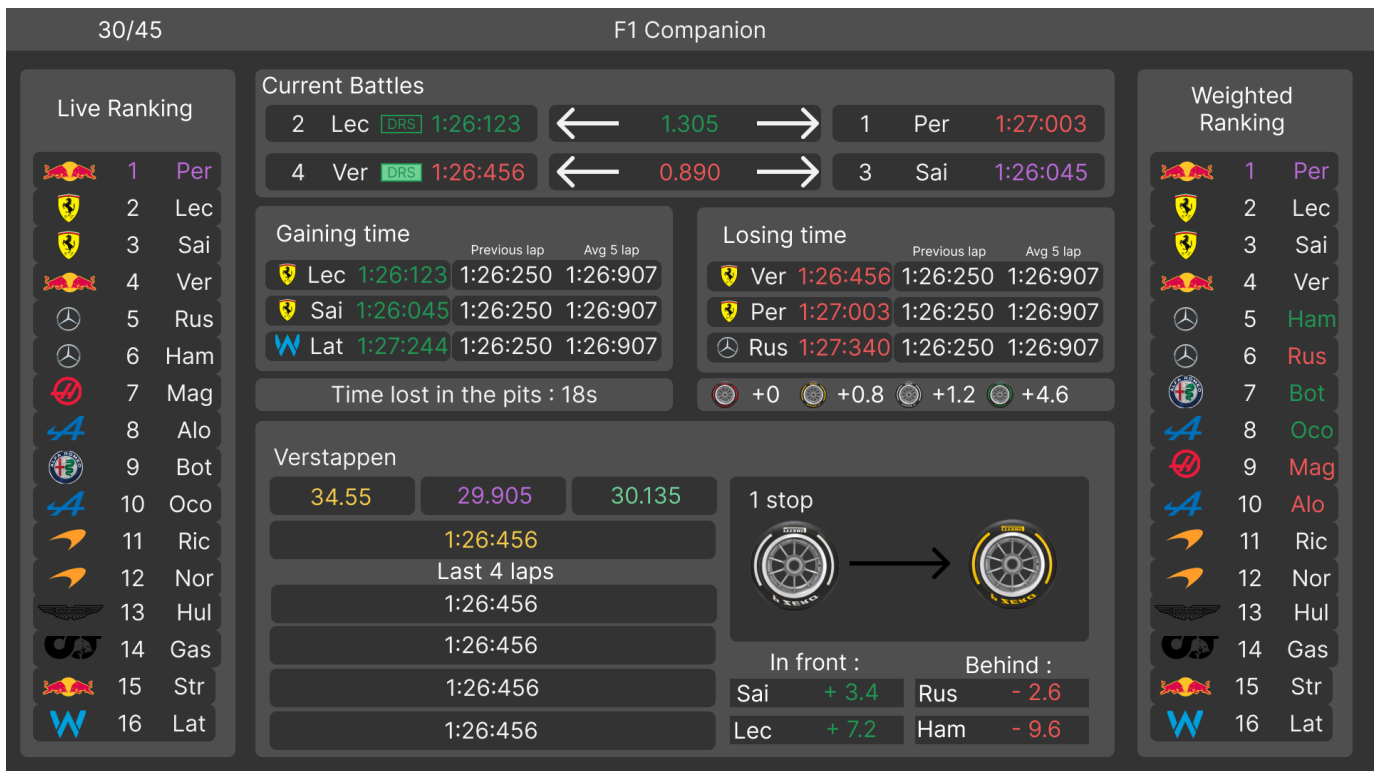 30/45 F1 Companion
Live Ranking
1 Per
2 Lec
3 Sai
4 Ver
5 Rus
6 Ham
7 Mag
8 Alo
9 Bot
10 Oco
11 Ric
12 Nor
13 Hul
14 Gas
15 Str
16 Lat
Current Battles
2 Lec DRS 1:26:123 1.305 1 Per 1:27:003
4 Ver DRS 1:26:456 0.890 3 Sai 1:26:045
Gaining time Previous lap Avg 5 lap
Lec 1:26:123 1:26:250 1:26:907
Sai 1:26:045 1:26:250 1:26:907
Lat 1:27:244 1:26:250 1:26:907
Losing time Previous lap Avg 5 lap
Ver 1:26:456 1:26:250 1:26:907
Per 1:27:003 1:26:250 1:26:907
Rus 1:27:340 1:26:250 1:26:907
Time lost in the pits : 18s
+0 +0.8 +1.2 +4.6
Verstappen
34.55 29.905 30.135
1:26:456
Last 4 laps
1:26:456
1:26:456
1:26:456
1:26:456
1 stop
P ZERO P ZERO
In front : Behind :
Sai + 3.4 Rus - 2.6
Lec + 7.2 Ham - 9.6
Weighted
Ranking
1 Per
2 Lec
3 Sai
4 Ver
5 Ham
6 Rus
7 Bot
8 Oco
9 Mag
10 Alo
11 Ric
12 Nor
13 Hul
14 Gas
15 Str
16 Lat